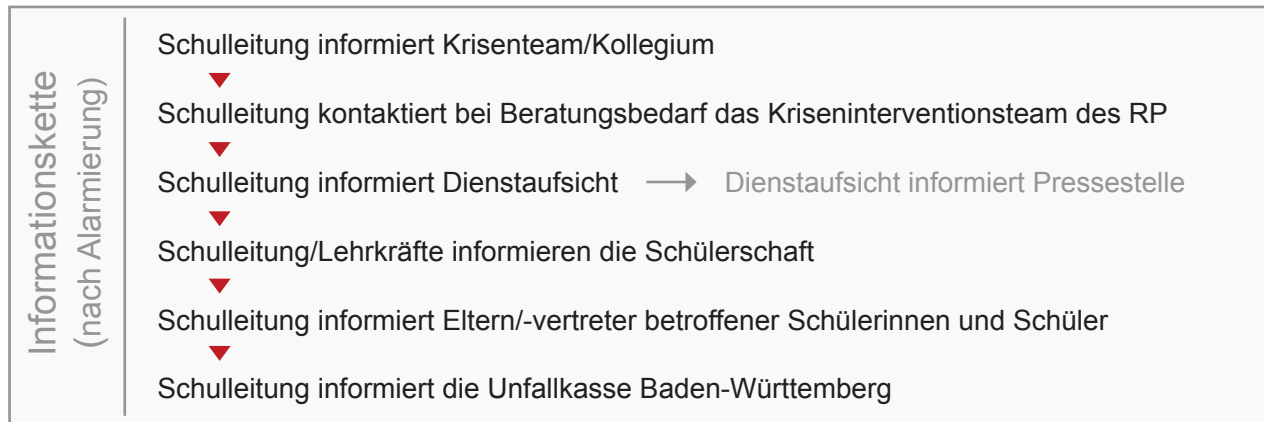 Informationskette
(nach Alarmierung)
Schulleitung informiert Krisenteam/Kollegium
Schulleitung kontaktiert bei Beratungsbedarf das Kriseninterventionsteam des RP
Schulleitung informiert Dienstaufsicht → Dienstaufsicht informiert Pressestelle
Schulleitung/Lehrkräfte informieren die Schülerschaft
Schulleitung informiert Eltern/-vertreter betroffener Schülerinnen und Schüler
Schulleitung informiert die Unfallkasse Baden-Württemberg